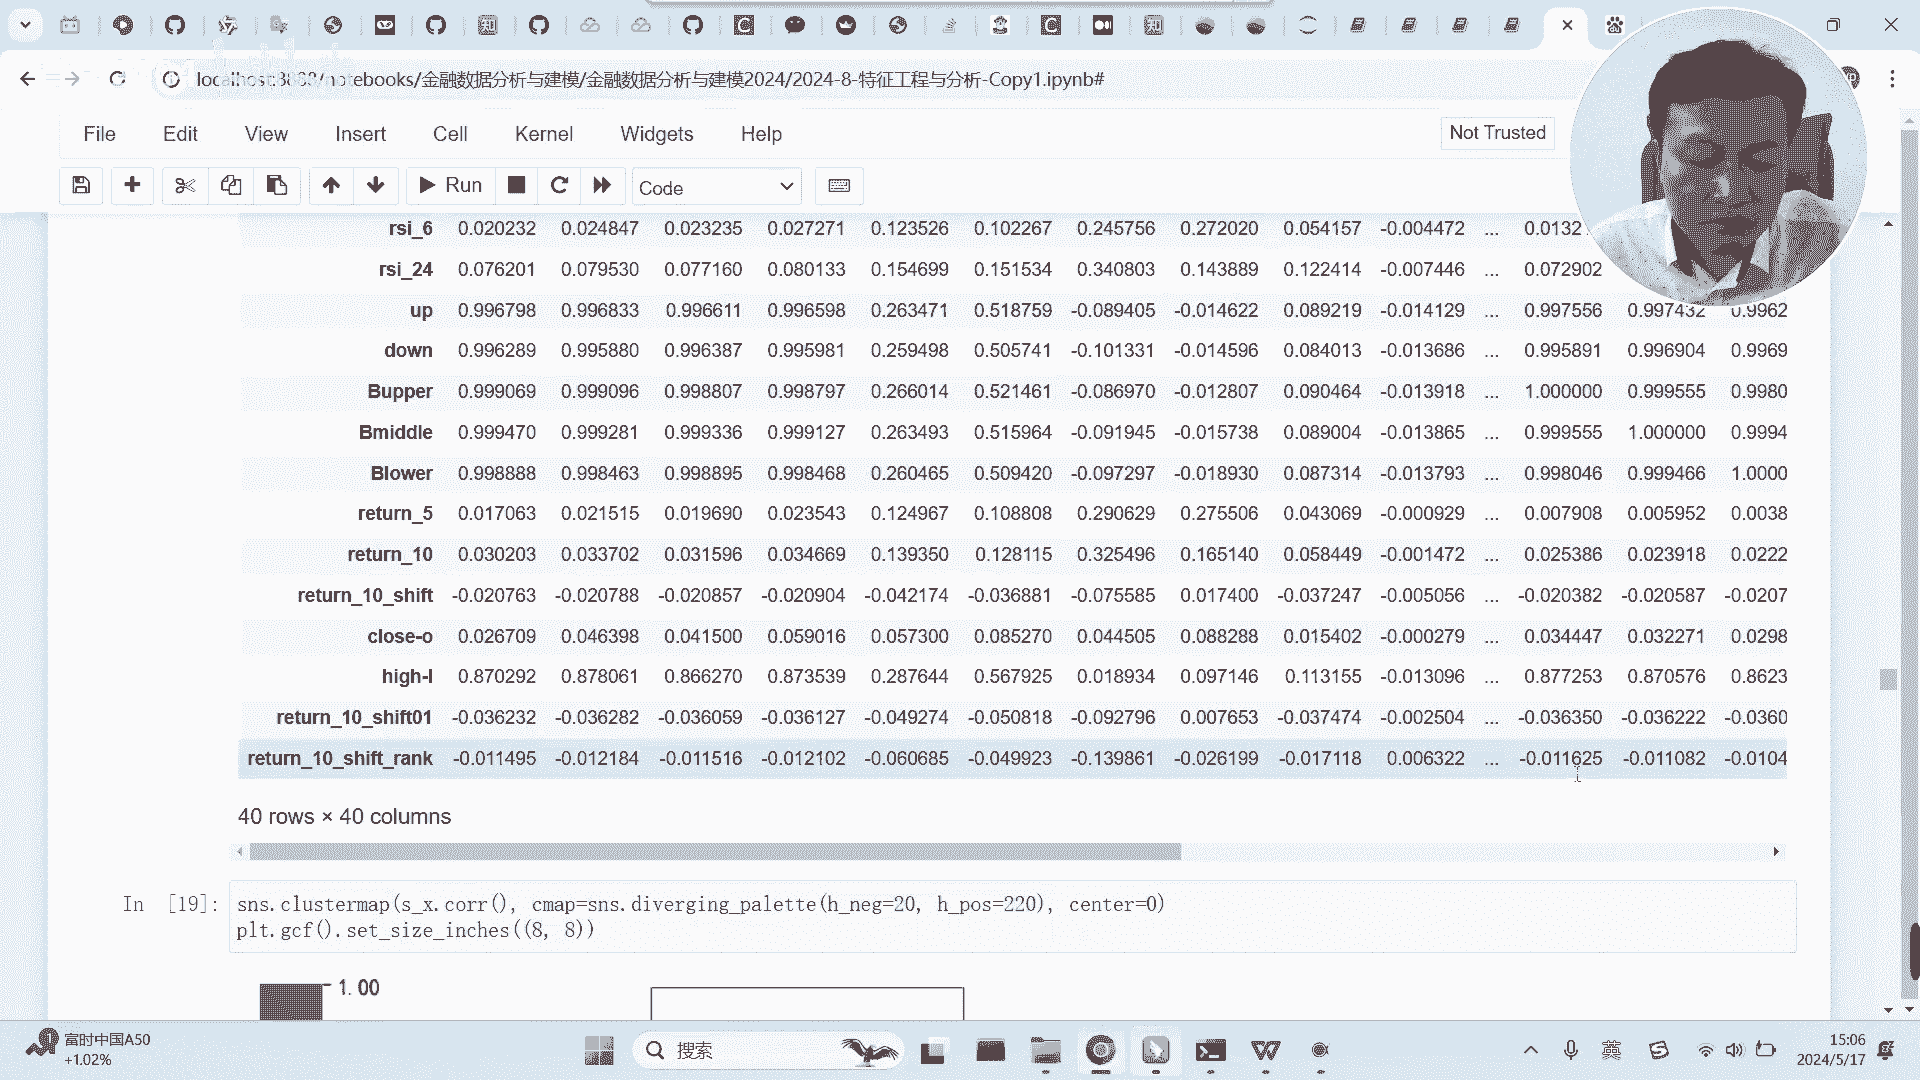 localhost:8888/notebooks/金融数据分析与建模/金融数据分析与建模2024/2024-8-特征工程与分析-Copy1.ipynb#
File Edit View Insert Cell Kernel Widgets Help
Not Trusted
Run Code
rsi_6 0.020232 0.024847 0.023235 0.027271 0.123526 0.102267 0.245756 0.272020 0.054157 -0.004472 ... 0.0132
rsi_24 0.076201 0.079530 0.077160 0.080133 0.154699 0.151534 0.340803 0.143889 0.122414 -0.007446 ... 0.072902
up 0.996798 0.996833 0.996611 0.996598 0.263471 0.518759 -0.089405 -0.014622 0.089219 -0.014129 ... 0.997556 0.997432 0.9962
down 0.996289 0.995880 0.996387 0.995981 0.259498 0.505741 -0.101331 -0.014596 0.084013 -0.013686 ... 0.995891 0.996904 0.9969
Bupper 0.999069 0.999096 0.998807 0.998797 0.266014 0.521461 -0.086970 -0.012807 0.090464 -0.013918 ... 1.000000 0.999555 0.9980
Bmiddle 0.999470 0.999281 0.999336 0.999127 0.263493 0.515964 -0.091945 -0.015738 0.089004 -0.013865 ... 0.999555 1.000000 0.9994
Blower 0.998888 0.998463 0.998895 0.998468 0.260465 0.509420 -0.097297 -0.018930 0.087314 -0.013793 ... 0.998046 0.999466 1.0000
return_5 0.017063 0.021515 0.019690 0.023543 0.124967 0.108808 0.290629 0.275506 0.043069 -0.000929 ... 0.007908 0.005952 0.0038
return_10 0.030203 0.033702 0.031596 0.034669 0.139350 0.128115 0.325496 0.165140 0.058449 -0.001472 ... 0.025386 0.023918 0.0222
return_10_shift -0.020763 -0.020788 -0.020857 -0.020904 -0.042174 -0.036881 -0.075585 0.017400 -0.037247 -0.005056 ... -0.020382 -0.020587 -0.0207
close-o 0.026709 0.046398 0.041500 0.059016 0.057300 0.085270 0.044505 0.088288 0.015402 -0.000279 ... 0.034447 0.032271 0.0298
high-l 0.870292 0.878061 0.866270 0.873539 0.287644 0.567925 0.018934 0.097146 0.113155 -0.013096 ... 0.877253 0.870576 0.8623
return_10_shift01 -0.036232 -0.036282 -0.036059 -0.036127 -0.049274 -0.050818 -0.092796 0.007653 -0.037474 -0.002504 ... -0.036350 -0.036222 -0.0360
return_10_shift_rank -0.011495 -0.012184 -0.011516 -0.012102 -0.060685 -0.049923 -0.139861 -0.026199 -0.017118 0.006322 ... -0.011625 -0.011082 -0.0104
40 rows × 40 columns
In [19]: sns.clustermap(s_x.corr(), cmap=sns.diverging_palette(h_neg=20, h_pos=220), center=0)
plt.gcf().set_size_inches((8, 8))
1.00
富时中国A50
+1.02%
搜索
英
15:06
2024/5/17